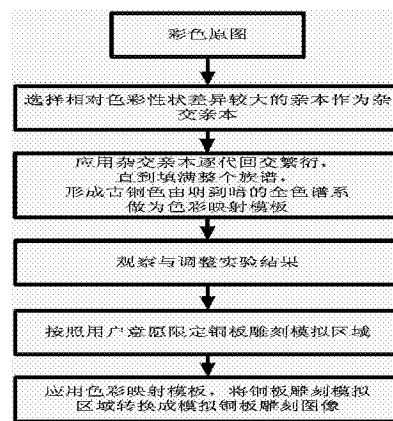 彩色原图
选择相对色彩性状差异较大的亲本作为杂
交亲本
应用杂交亲本逐代回交繁衍，
直到填满整个族谱，
形成古铜色由明到暗的全色谱系
做为色彩映射模板
观察与调整实验结果
按照用户意愿限定铜板雕刻模拟区域
应用色彩映射模板，将铜板雕刻模拟
区域转换成模拟铜板雕刻图像